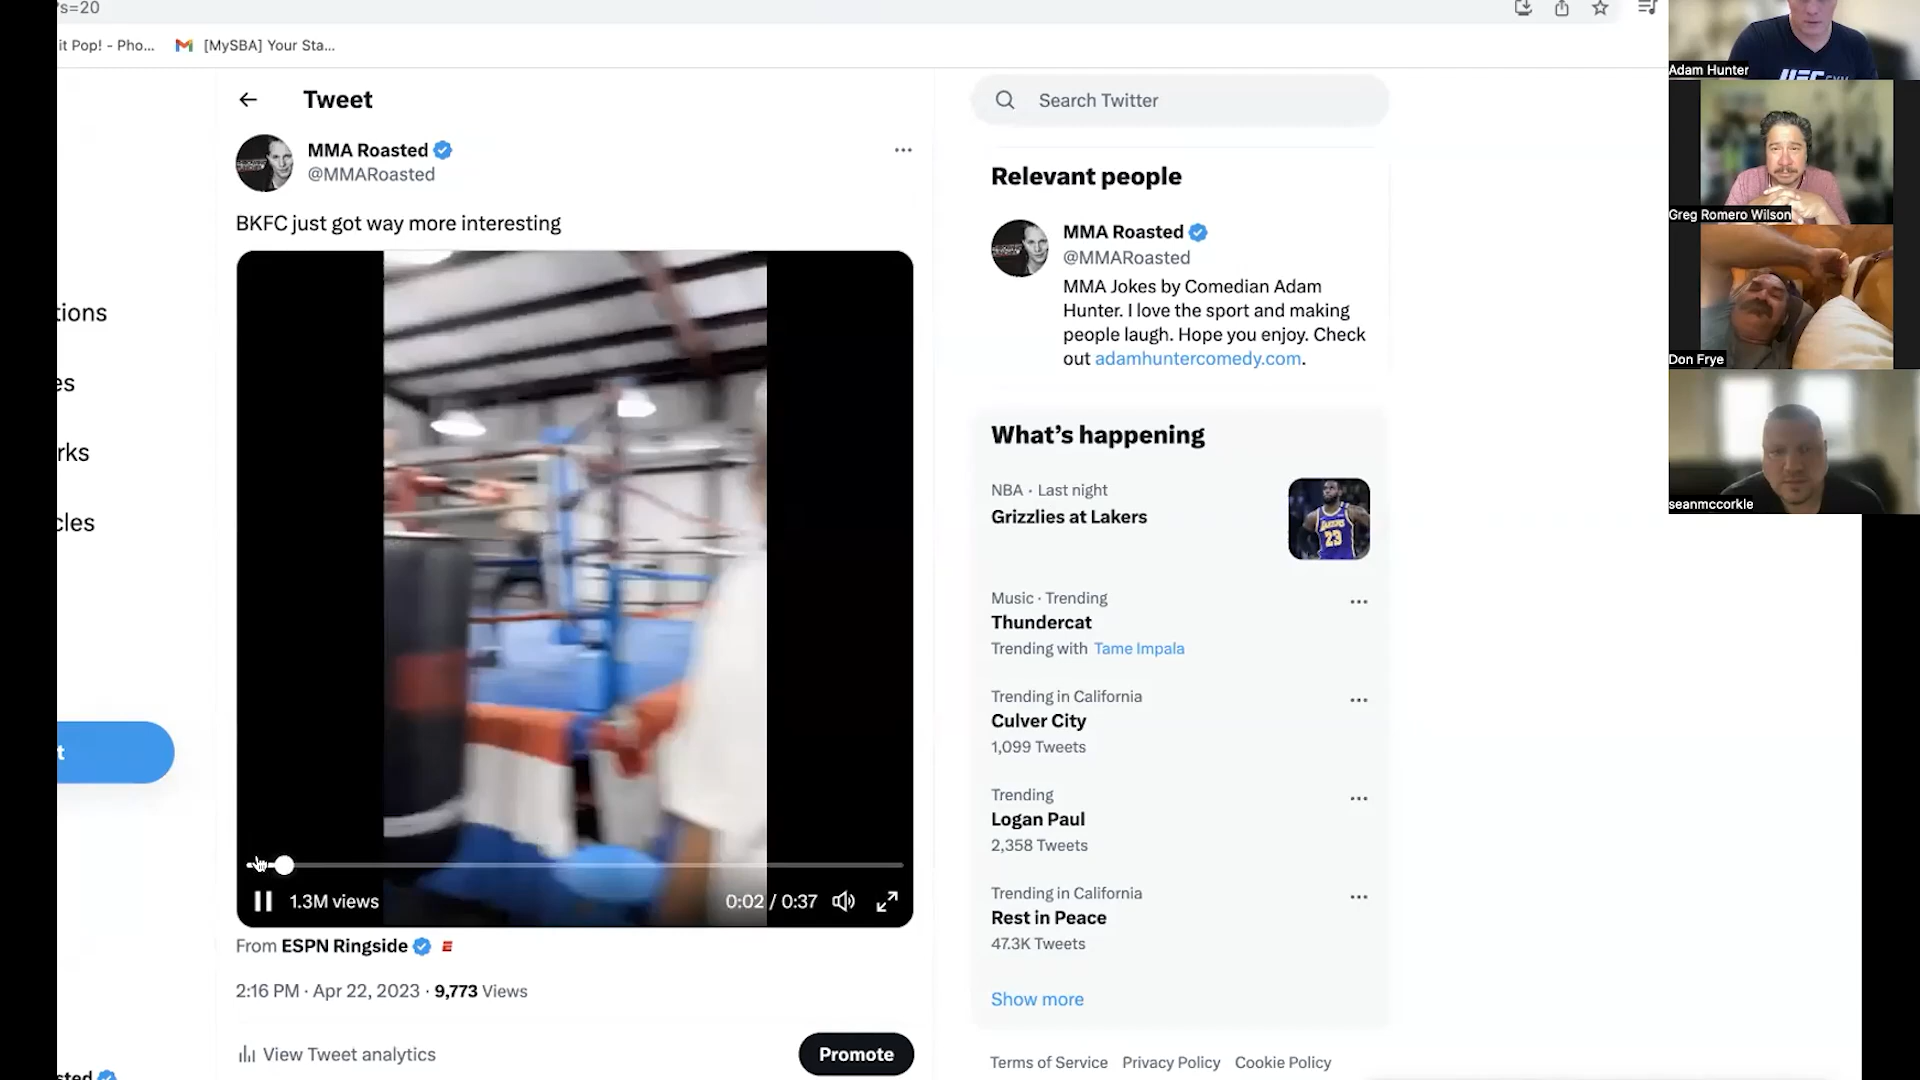 s=20
it Pop! - Pho...
[MySBA] Your Sta...
Tweet
MMA Roasted
@MMARoasted
BKFC just got way more interesting
1.3M views
0:02 / 0:37
From ESPN Ringside
2:16 PM · Apr 22, 2023 · 9,773 Views
View Tweet analytics
Promote
tions
es
rks
cles
t
sted
Search Twitter
Relevant people
MMA Roasted
@MMARoasted
MMA Jokes by Comedian Adam
Hunter. I love the sport and making
people laugh. Hope you enjoy. Check
out adamhuntercomedy.com.
What's happening
NBA · Last night
Grizzlies at Lakers
LAKERS
23
Music · Trending
Thundercat
Trending with Tame Impala
Trending in California
Culver City
1,099 Tweets
Trending
Logan Paul
2,358 Tweets
Trending in California
Rest in Peace
47.3K Tweets
Show more
Terms of Service Privacy Policy Cookie Policy
UFC GYM
Adam Hunter
Greg Romero Wilson
Don Frye
seanmccorkle